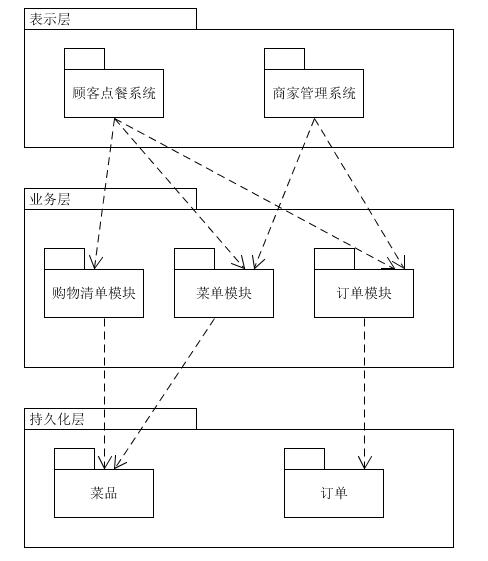 表示层
顾客点餐系统
商家管理系统
业务层
购物清单模块
菜单模块
订单模块
持久化层
菜品
订单